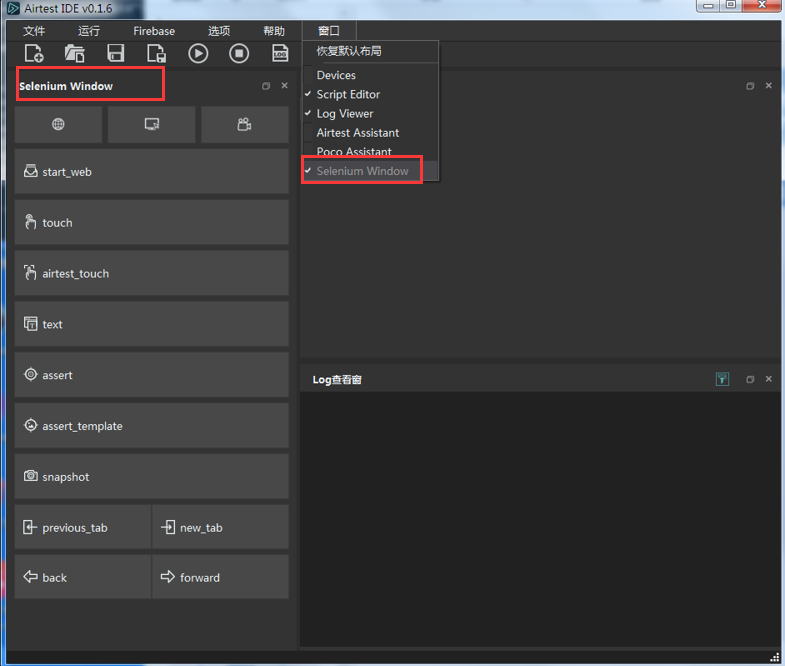 Airtest IDE v0.1.6
文件 运行 Firebase 选项 帮助 窗口
LOG
恢复默认布局
Devices
Script Editor
Log Viewer
Airtest Assistant
Poco Assistant
Selenium Window
Selenium Window
start_web
touch
airtest_touch
text
assert
assert_template
snapshot
previous_tab new_tab
back forward
Log查看窗